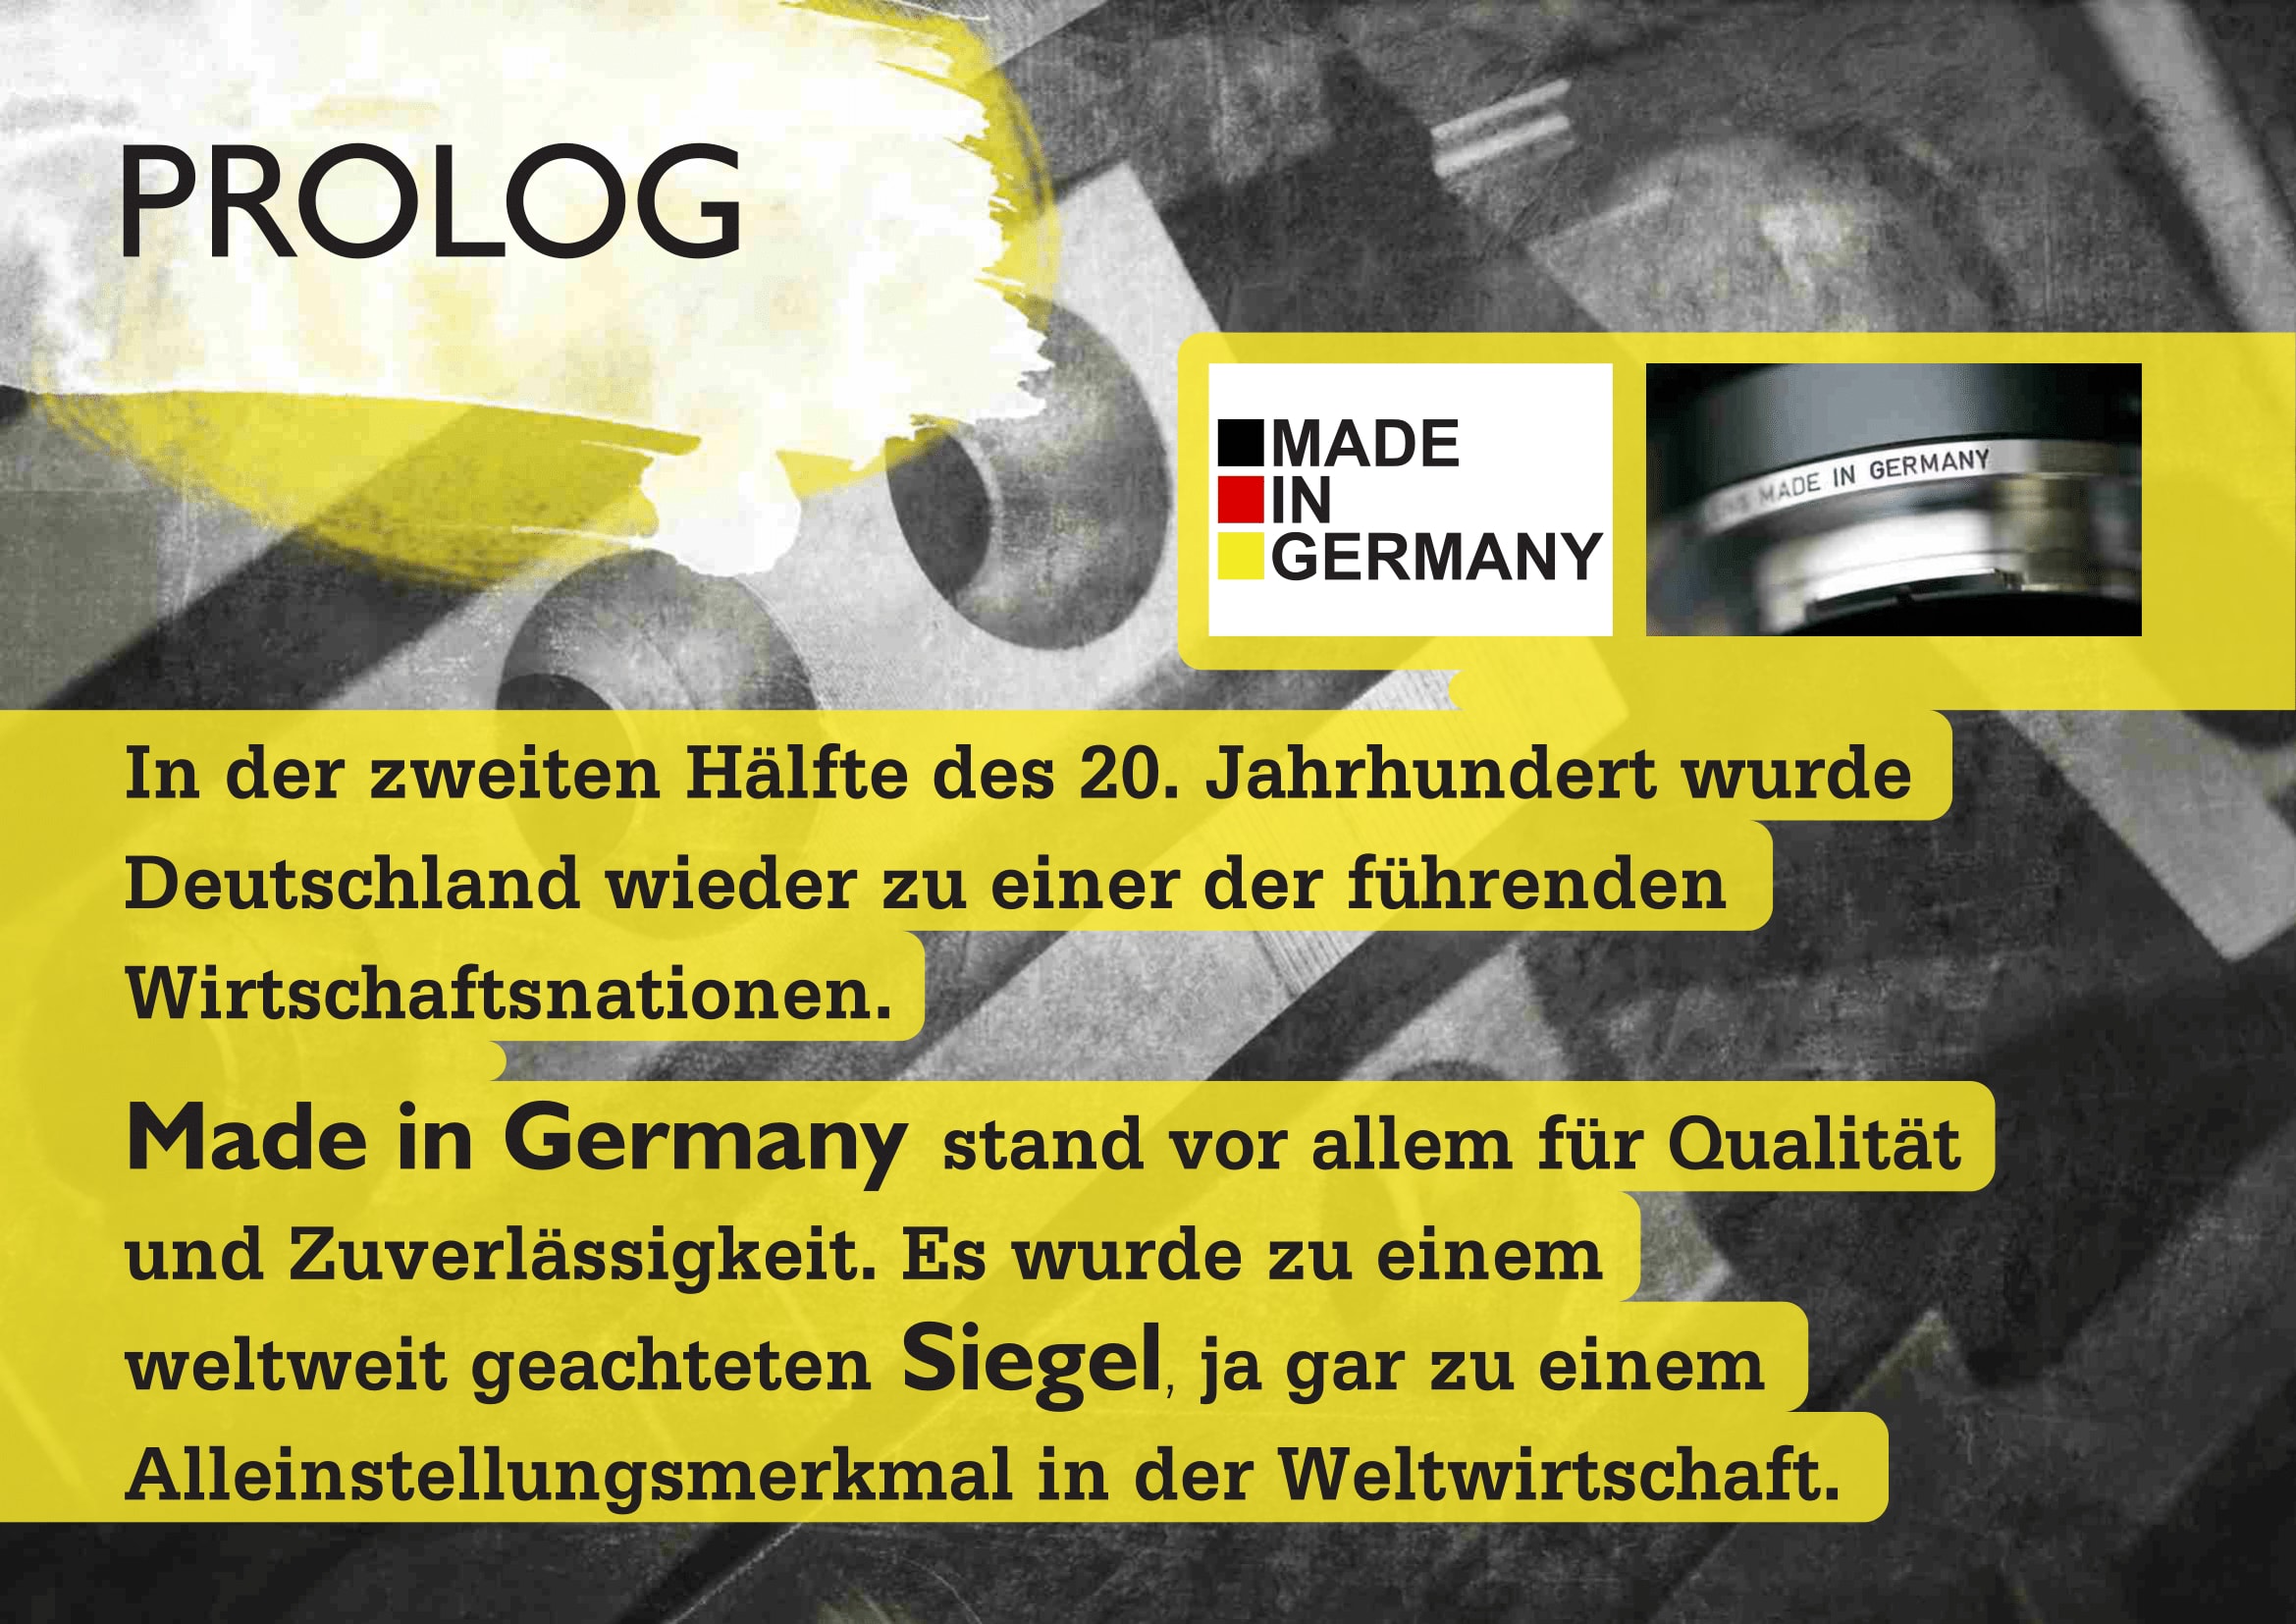 PROLOG
MADE
IN
GERMANY
MADE IN GERMANY
In der zweiten Hälfte des 20. Jahrhundert wurde
Deutschland wieder zu einer der führenden
Wirtschaftsnationen.
Made in Germany stand vor allem für Qualität
und Zuverlässigkeit. Es wurde zu einem
weltweit geachteten Siegel, ja gar zu einem
Alleinstellungsmerkmal in der Weltwirtschaft.